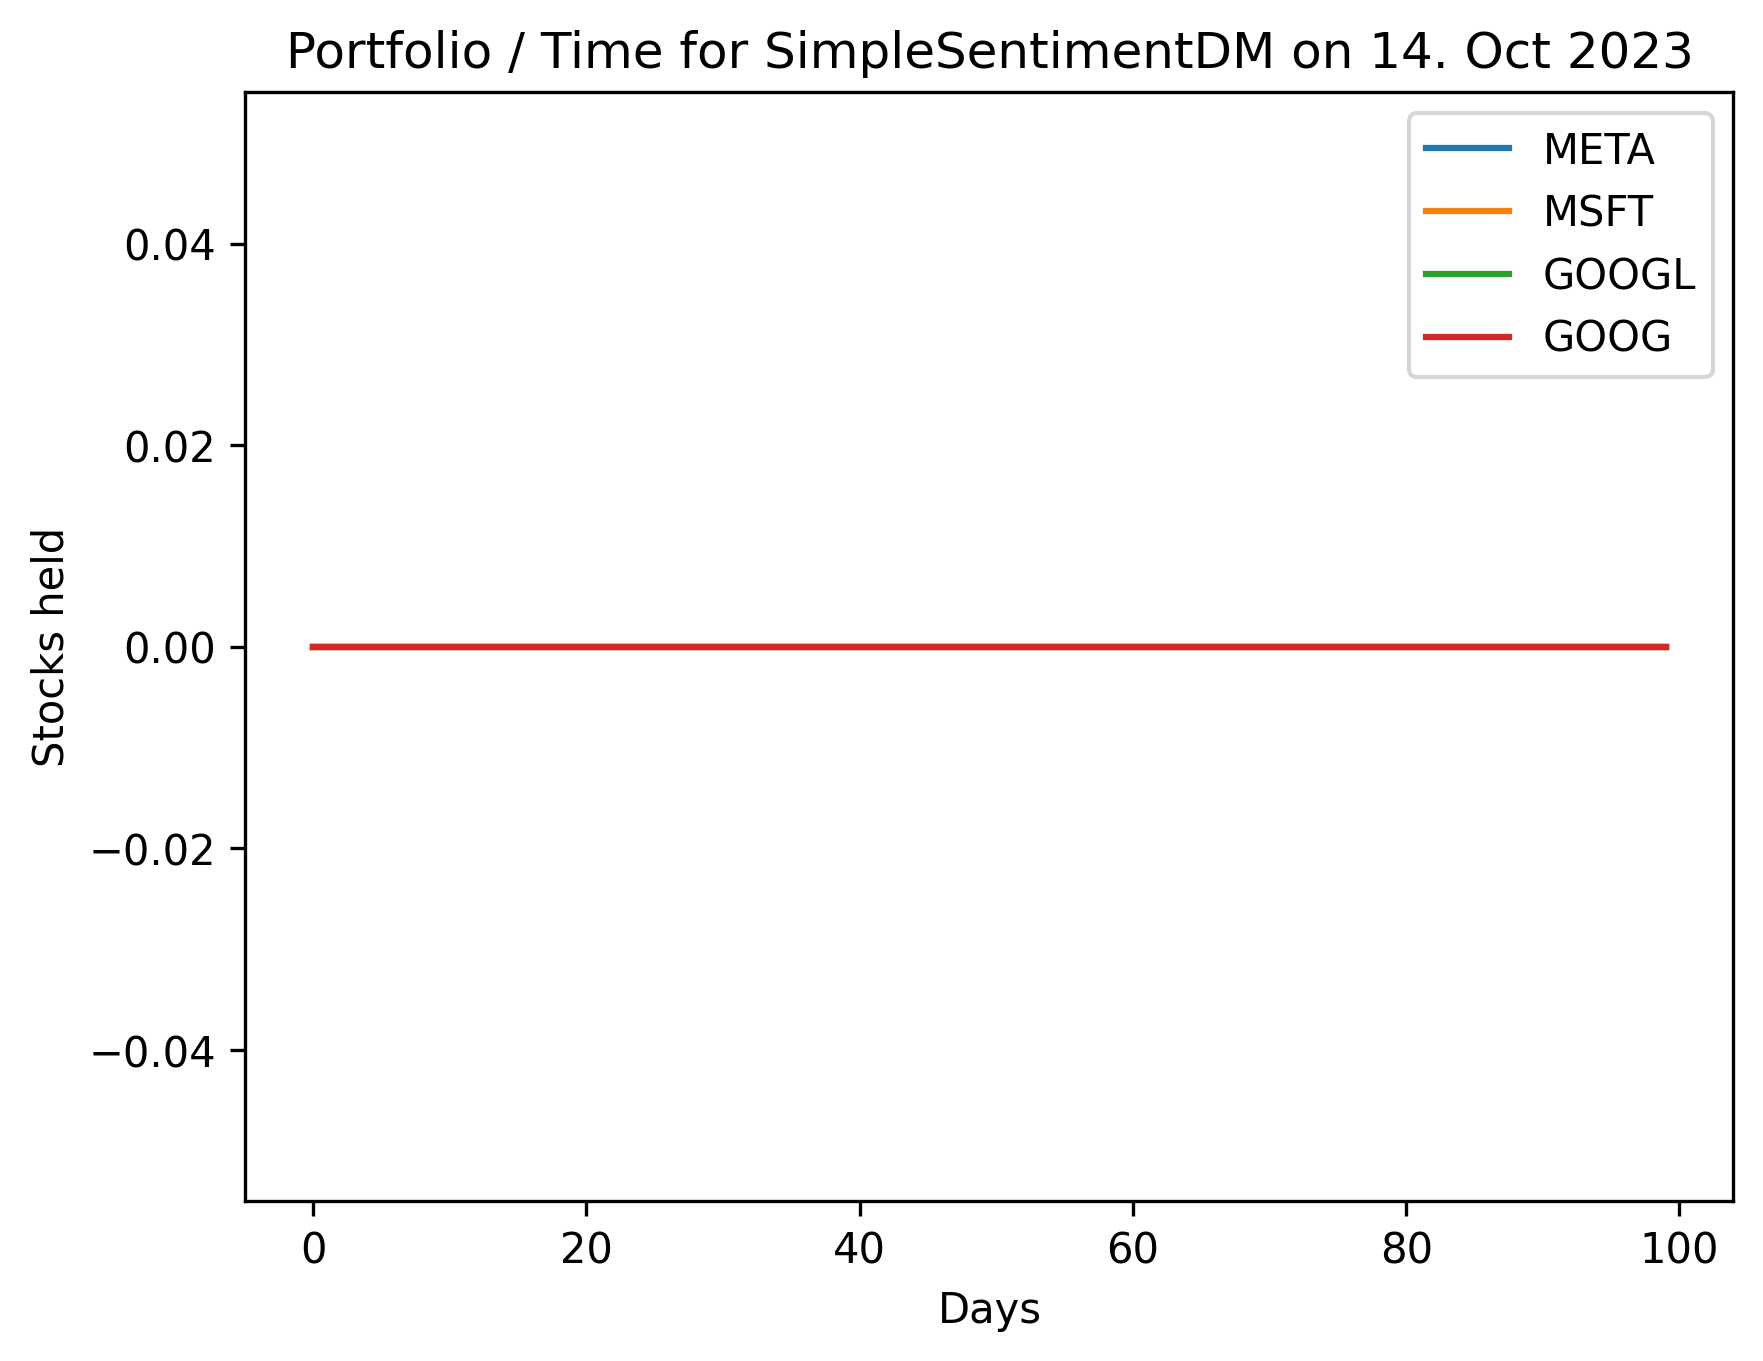 Portfolio / Time for SimpleSentimentDM on 14. Oct 2023
META
MSFT
GOOGL
GOOG
0.04
0.02
0.00
−0.02
−0.04
Stocks held
0 20 40 60 80 100
Days